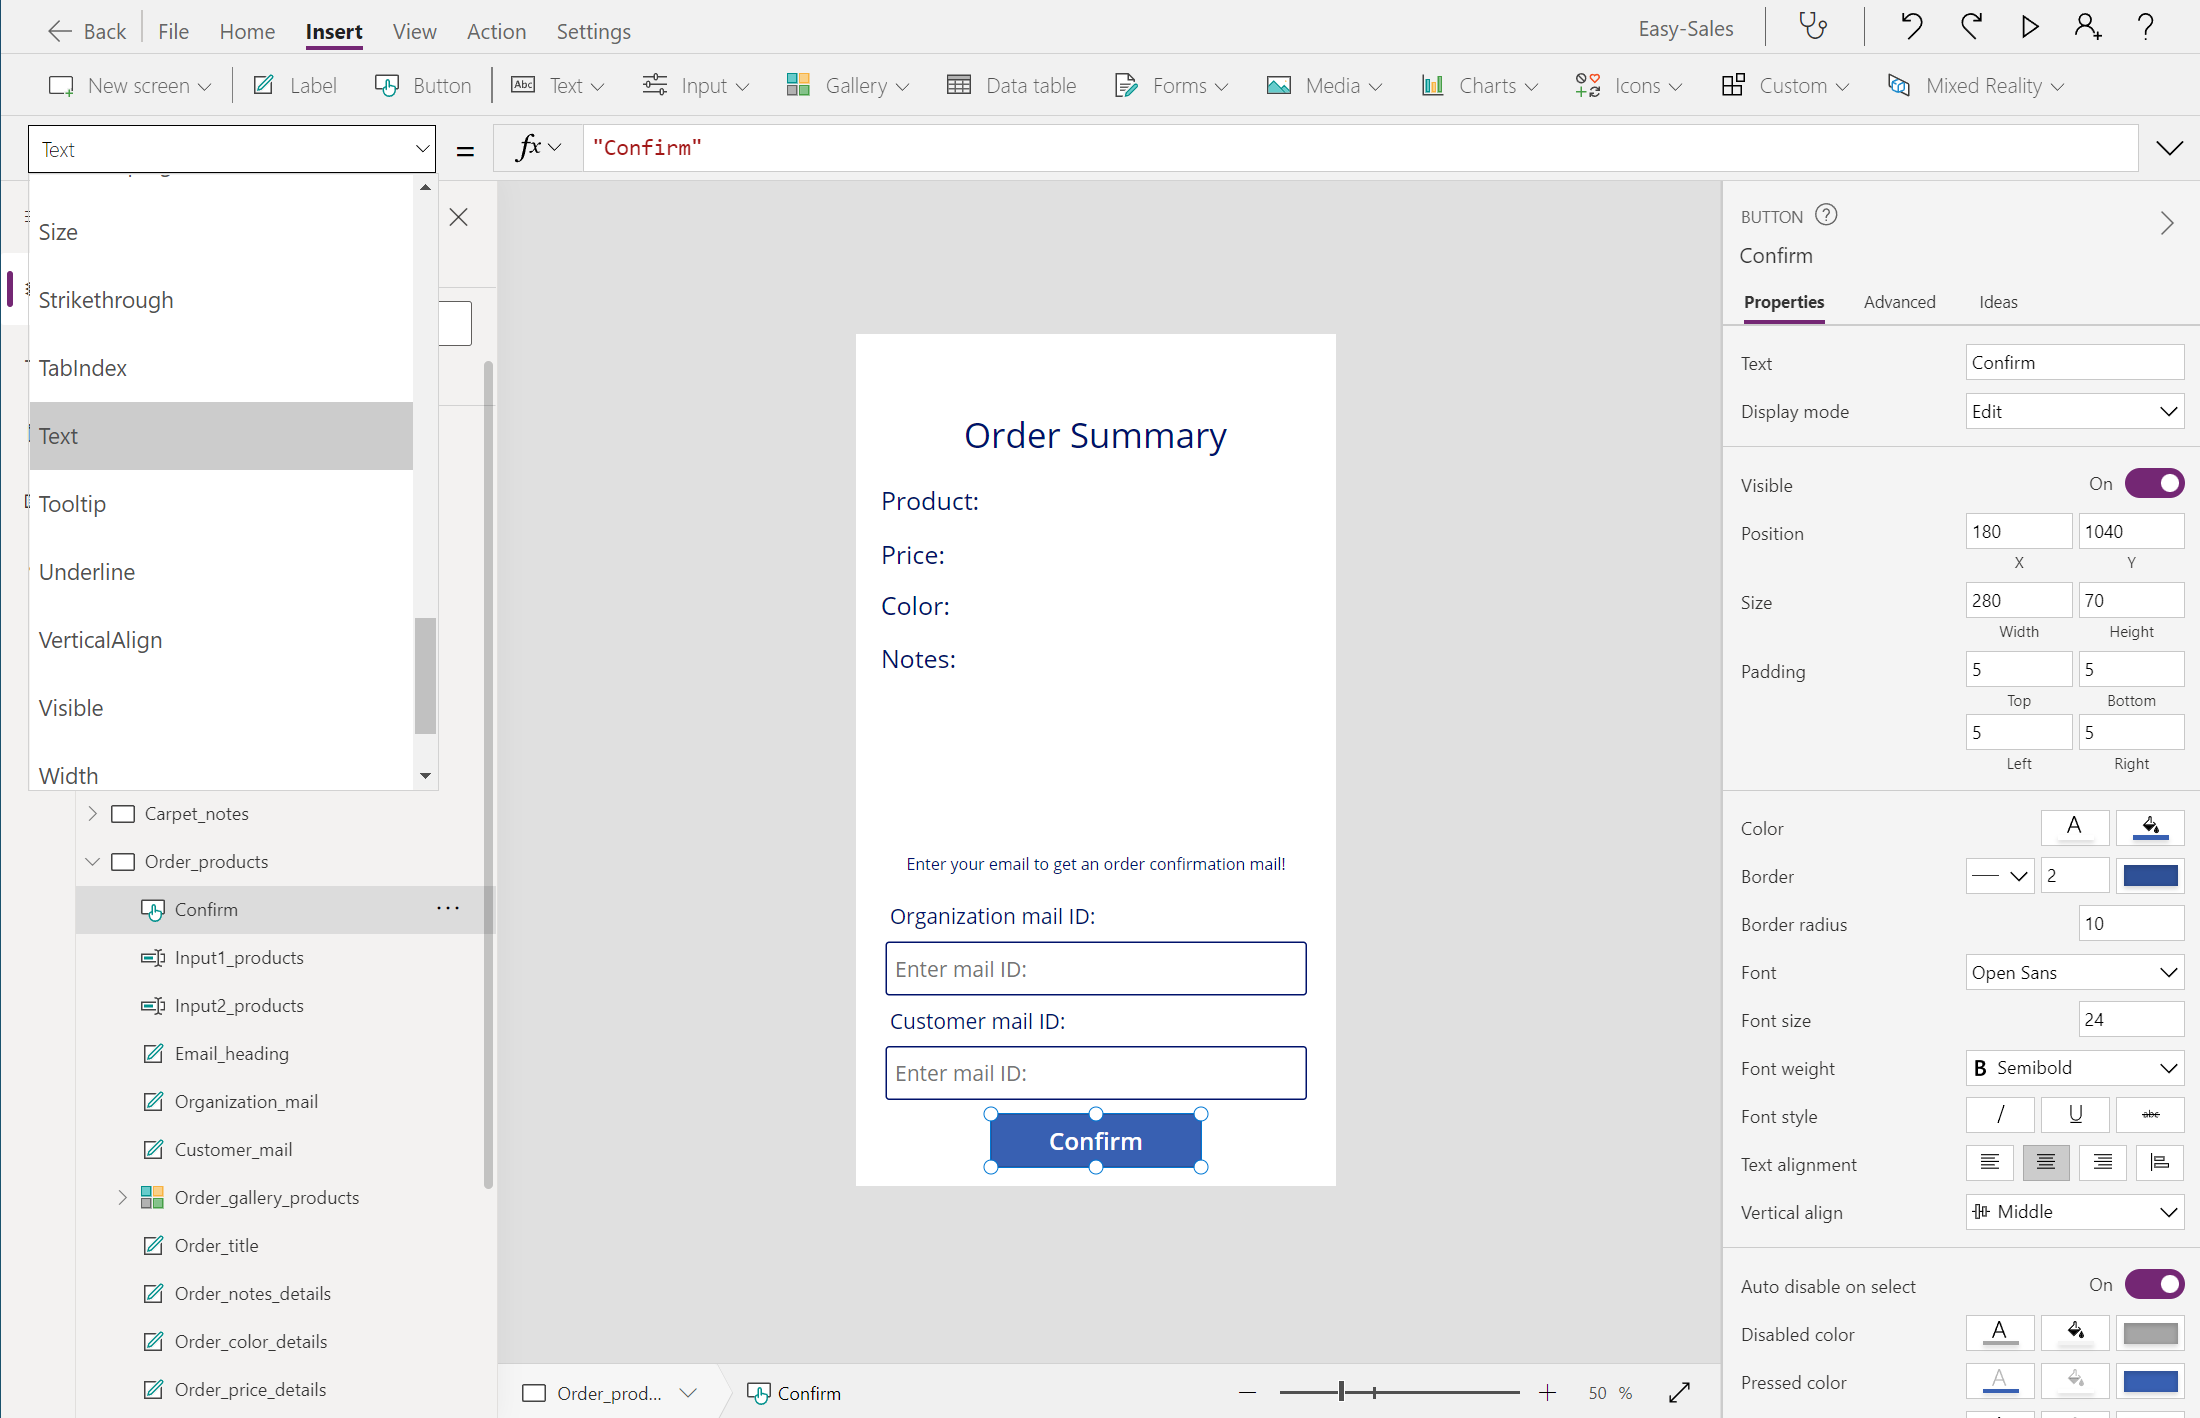 Back File Home Insert View Action Settings Easy-Sales
New screen Label Button Abc Text Input Gallery Data table Forms Media Charts Icons Custom Mixed Reality
Text = fx "Confirm"
Size
Strikethrough
TabIndex
Text
Tooltip
Underline
VerticalAlign
Visible
Width
Carpet_notes
Order_products
Confirm
Input1_products
Input2_products
Email_heading
Organization_mail
Customer_mail
Order_gallery_products
Order_title
Order_notes_details
Order_color_details
Order_price_details
Order Summary
Product:
Price:
Color:
Notes:
Enter your email to get an order confirmation mail!
Organization mail ID:
Enter mail ID:
Customer mail ID:
Enter mail ID:
Confirm
Order_prod... Confirm 50 %
BUTTON ?
Confirm
Properties Advanced Ideas
Text Confirm
Display mode Edit
Visible On
Position 180 1040
X Y
Size 280 70
Width Height
Padding 5 5
Top Bottom
5 5
Left Right
Color A
Border 2
Border radius 10
Font Open Sans
Font size 24
Font weight B Semibold
Font style / U abc
Text alignment
Vertical align Middle
Auto disable on select On
Disabled color A
Pressed color A